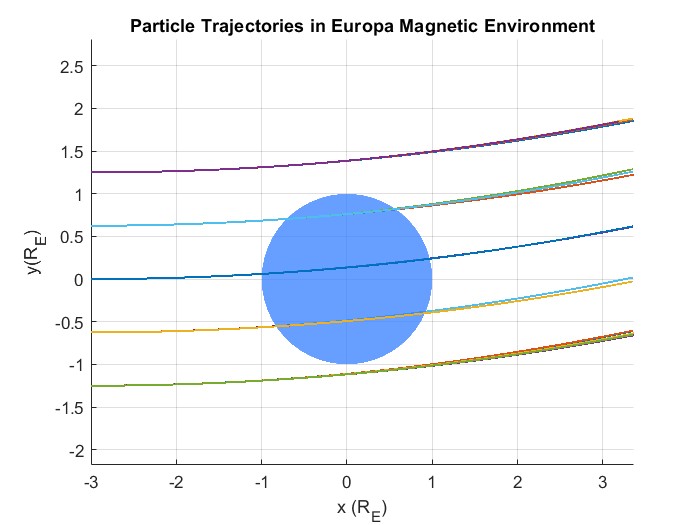 Particle Trajectories in Europa Magnetic Environment
2.5
2
1.5
1
0.5
0
-0.5
-1
-1.5
-2
y(R_E)
-3 -2 -1 0 1 2 3
x (R_E)